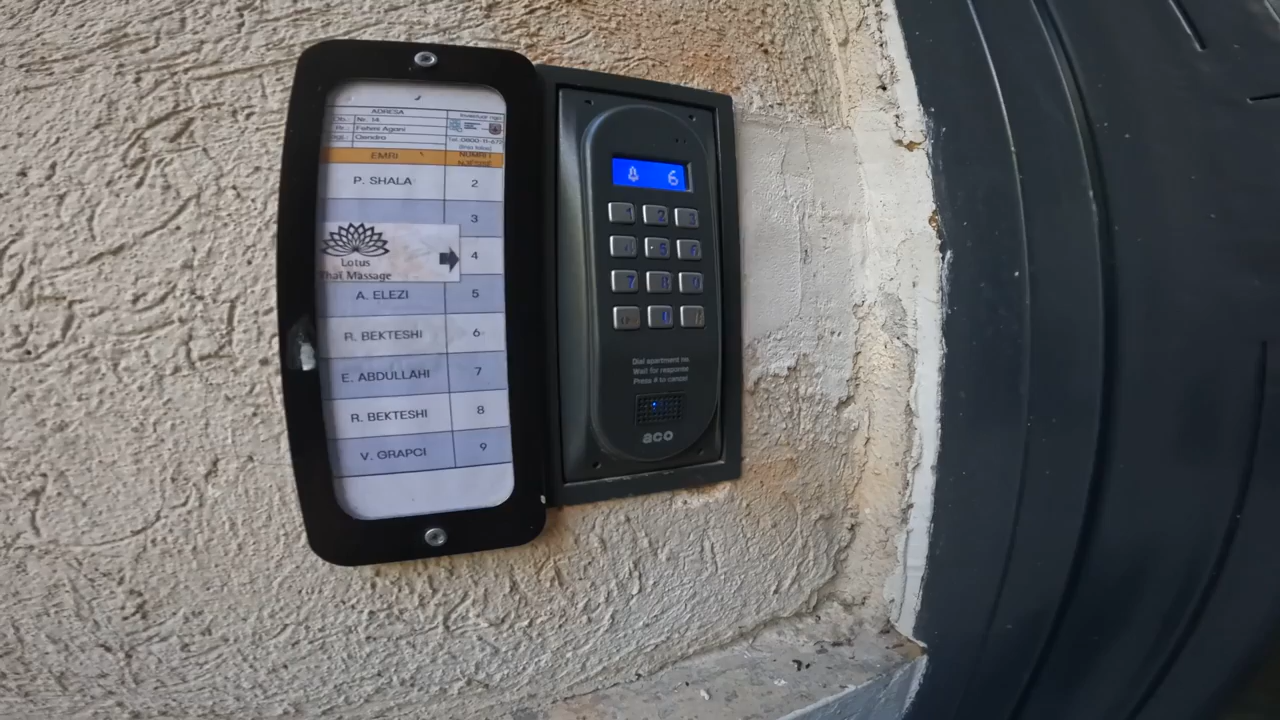 ADRESA
Nr. 14
Fehmi Agani
Qendra
EMRI NUMRI I
NJËSISË
P. SHALA 2
3
Lotus
Thai Massage
4
A. ELEZI 5
R. BEKTESHI 6
E. ABDULLAHI 7
R. BEKTESHI 8
V. GRAPCI 9
6
1 2 3
5 6
7 8 9
0
Dial apartment no.
Wait for response
Press # to cancel
aco